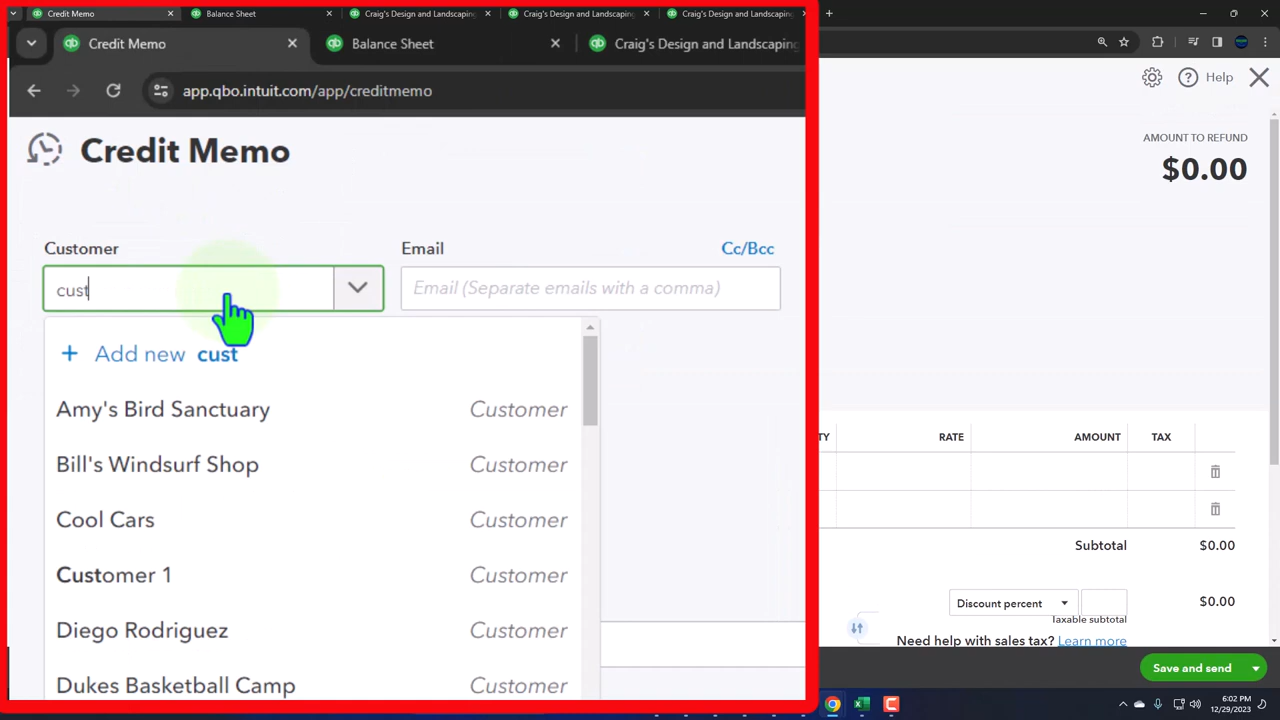 Credit Memo
Balance Sheet
Craig's Design and Landscaping
Craig's Design and Landscaping
Craig's Design and Landscaping
Credit Memo
Balance Sheet
Craig's Design and Landscaping
app.qbo.intuit.com/app/creditmemo
Help
Credit Memo
AMOUNT TO REFUND
$0.00
Customer
Email
Cc/Bcc
cust
Email (Separate emails with a comma)
+ Add new cust
Amy's Bird Sanctuary Customer
Bill's Windsurf Shop Customer
Cool Cars Customer
Customer 1 Customer
Diego Rodriguez Customer
Dukes Basketball Camp Customer
TY RATE AMOUNT TAX
Subtotal $0.00
Discount percent $0.00
Taxable subtotal
Need help with sales tax? Learn more
Save and send
6:02 PM
12/29/2023